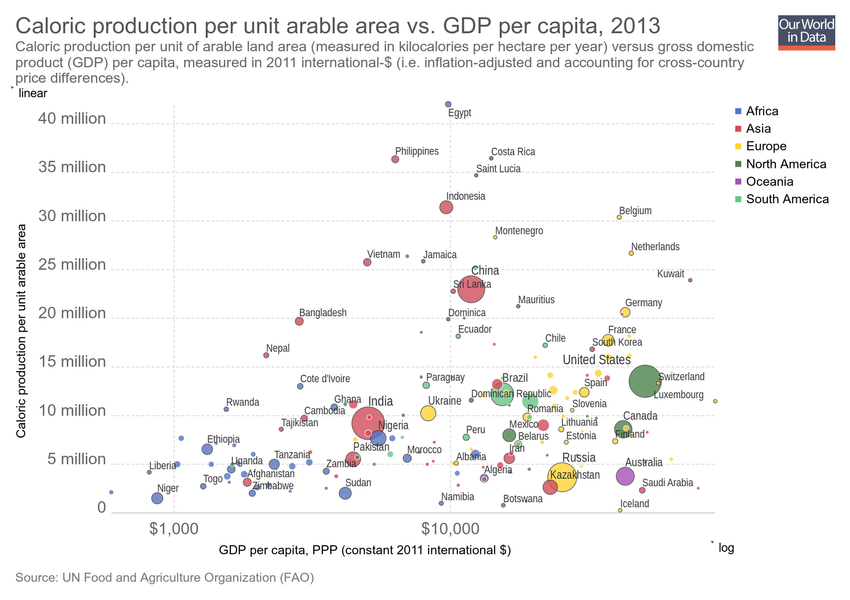 Caloric production per unit arable area vs. GDP per capita, 2013
Our World
in Data
Caloric production per unit of arable land area (measured in kilocalories per hectare per year) versus gross domestic
product (GDP) per capita, measured in 2011 international-$ (i.e. inflation-adjusted and accounting for cross-country
price differences).
linear
Egypt
Africa
40 million
Asia
Europe
Philippines
Costa Rica
North America
35 million
Saint Lucia
Oceania
Indonesia
South America
30 million
Belgium
Montenegro
Netherlands
Vietnam
Jamaica
25 million
China
Kuwait
Sri Lanka
Mauritius
Germany
Bangladesh
Dominica
20 million
Ecuador
Chile
France
South Korea
Nepal
United States
15 million
Cote d'Ivoire
Paraguay
Brazil
Spain
Switzerland
Dominican Republic
Luxembourg
Rwanda
Ghana
India
Ukraine
Romania
Slovenia
10 million
Cambodia
Tajikistan
Nigeria
Peru
Mexico
Lithuania
Canada
Ethiopia
Belarus
Estonia
Finland
Pakistan
Morocco
Iran
Uganda
Tanzania
Albania
Russia
5 million
Liberia
Zambia
Afghanistan
Algeria
Kazakhstan
Australia
Togo
Zimbabwe
Sudan
Saudi Arabia
Niger
Namibia
Botswana
Iceland
0
$1,000
$10,000
Caloric production per unit arable area
GDP per capita, PPP (constant 2011 international $)
log
Source: UN Food and Agriculture Organization (FAO)